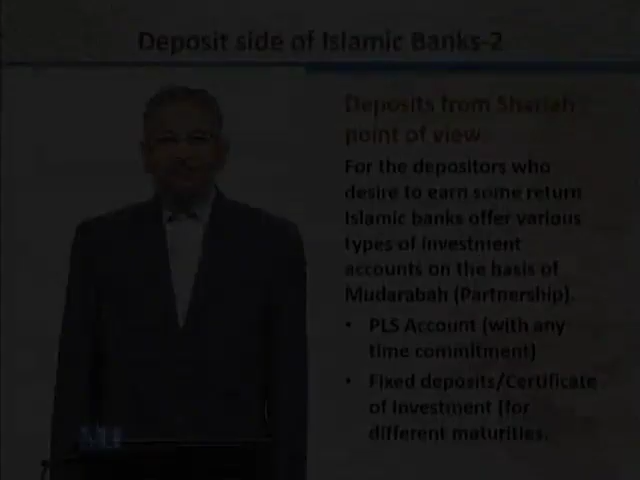 Deposit side of Islamic Banks-2
Deposits from Shariah
point of view.
For the depositors who
desire to earn some return
Islamic banks offer various
types of investment
accounts on the basis of
Mudarabah (Partnership).
• PLS Account (with any
time commitment)
• Fixed deposits/Certificate
of Investment (for
different maturities.